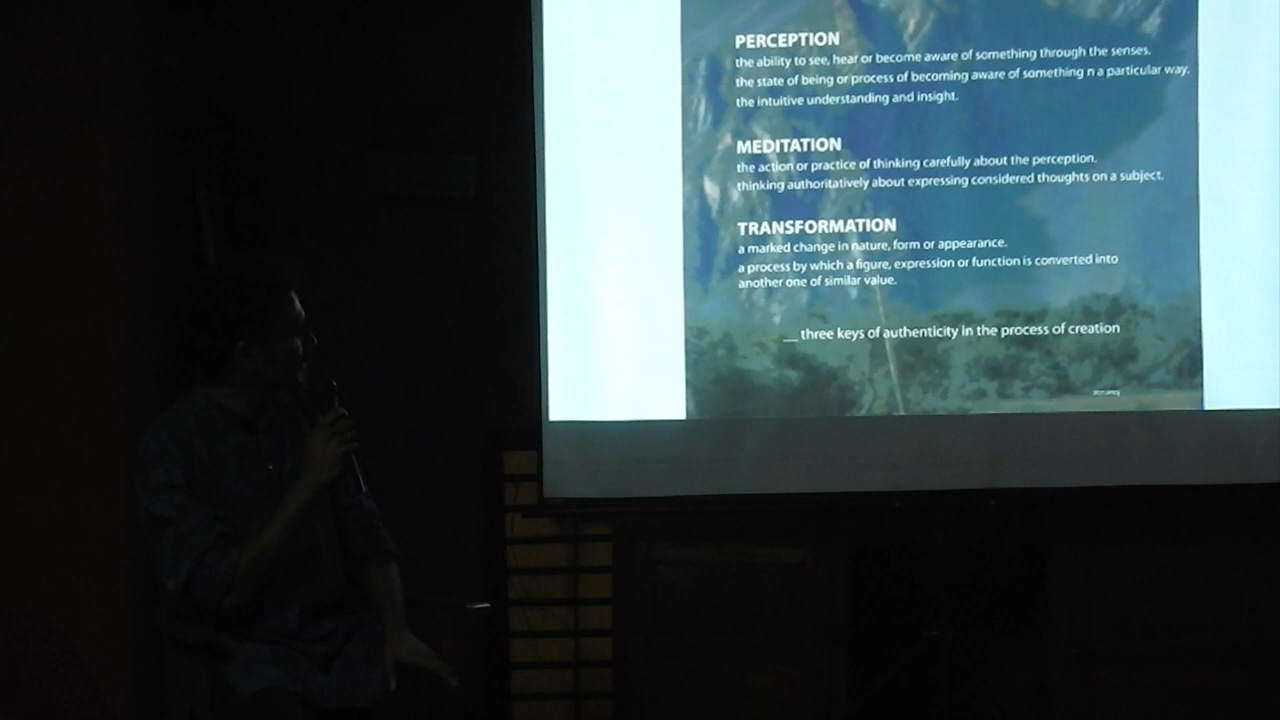 PERCEPTION
the ability to see, hear or become aware of something through the senses.
the state of being or process of becoming aware of something n a particular way.
the intuitive understanding and insight.
MEDITATION
the action or practice of thinking carefully about the perception.
thinking authoritatively about expressing considered thoughts on a subject.
TRANSFORMATION
a marked change in nature, form or appearance.
a process by which a figure, expression or function is converted into
another one of similar value.
__ three keys of authenticity in the process of creation